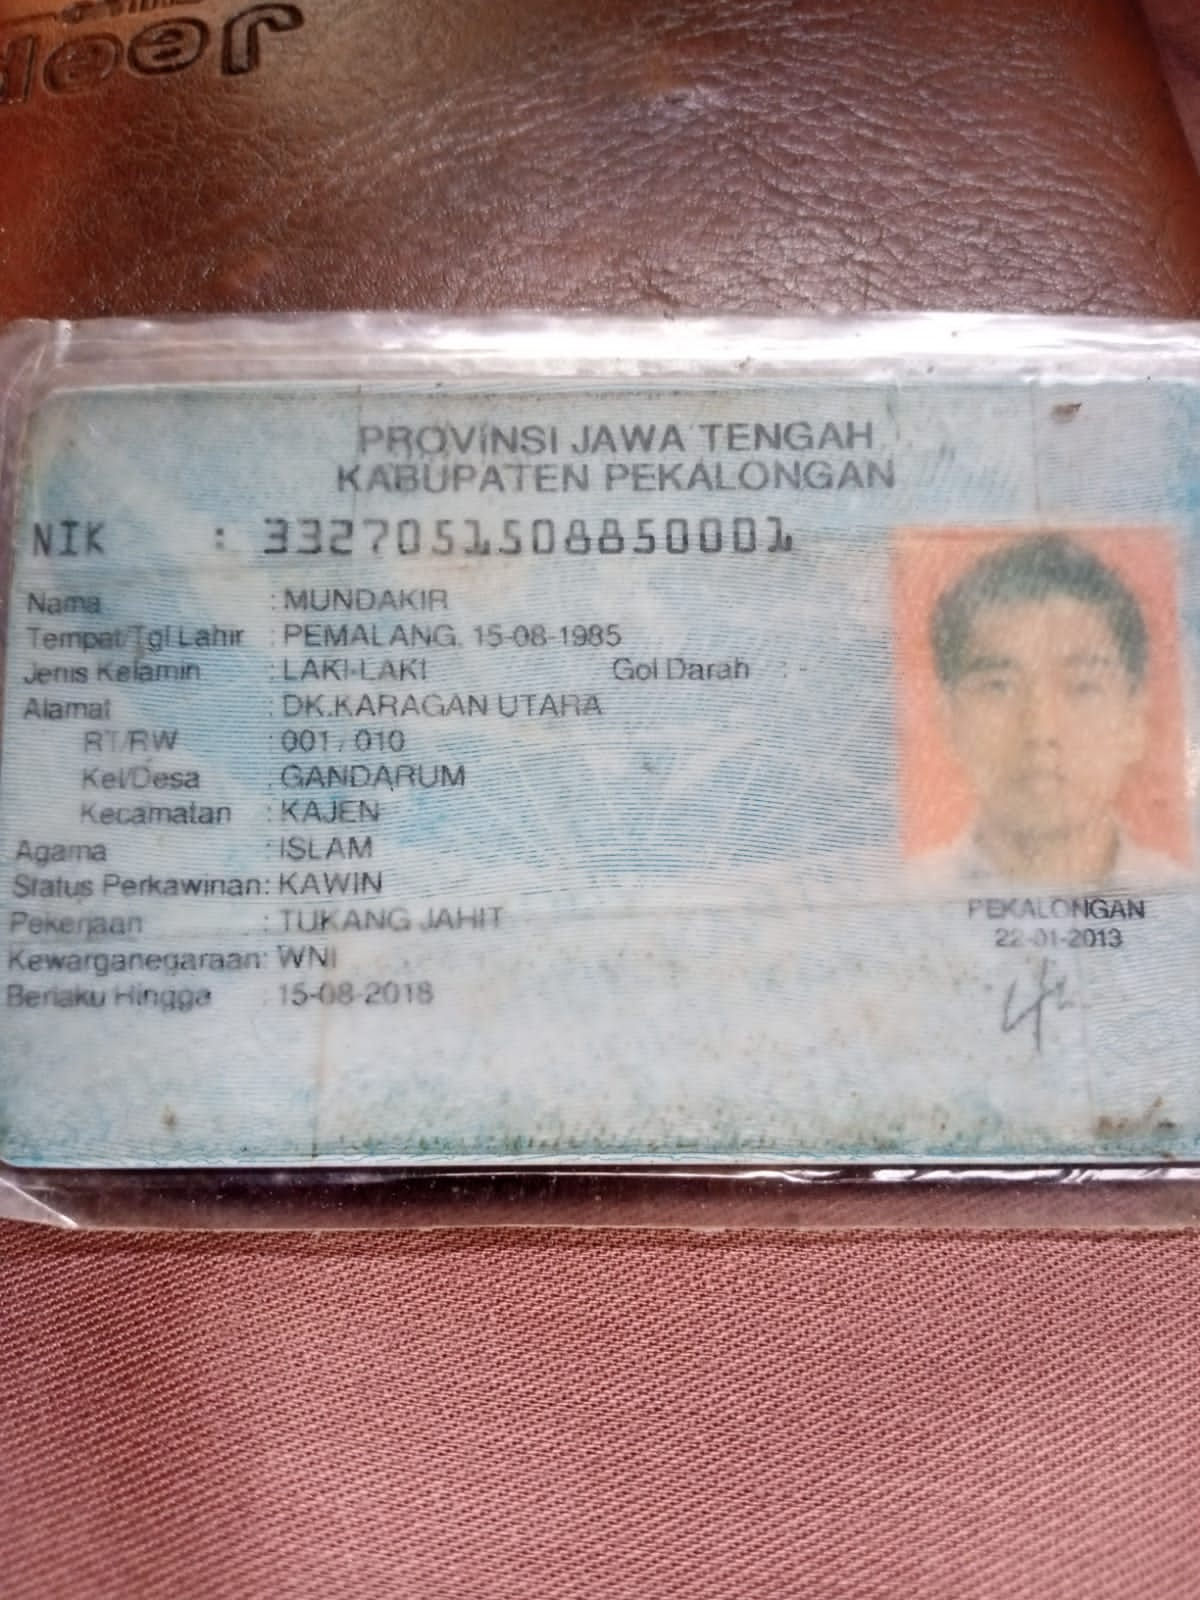 Jeep
PROVINSI JAWA TENGAH
KABUPATEN PEKALONGAN
NIK : 3327051508850001
Nama : MUNDAKIR
Tempat/Tgl Lahir : PEMALANG, 15-08-1985
Jenis Kelamin : LAKI-LAKI Gol Darah : -
Alamat : DK.KARAGAN UTARA
RT/RW : 001 / 010
Kel/Desa : GANDARUM
Kecamatan : KAJEN
Agama : ISLAM
Status Perkawinan: KAWIN
Pekerjaan : TUKANG JAHIT
Kewarganegaraan: WNI
Berlaku Hingga : 15-08-2018
PEKALONGAN
22-01-2013